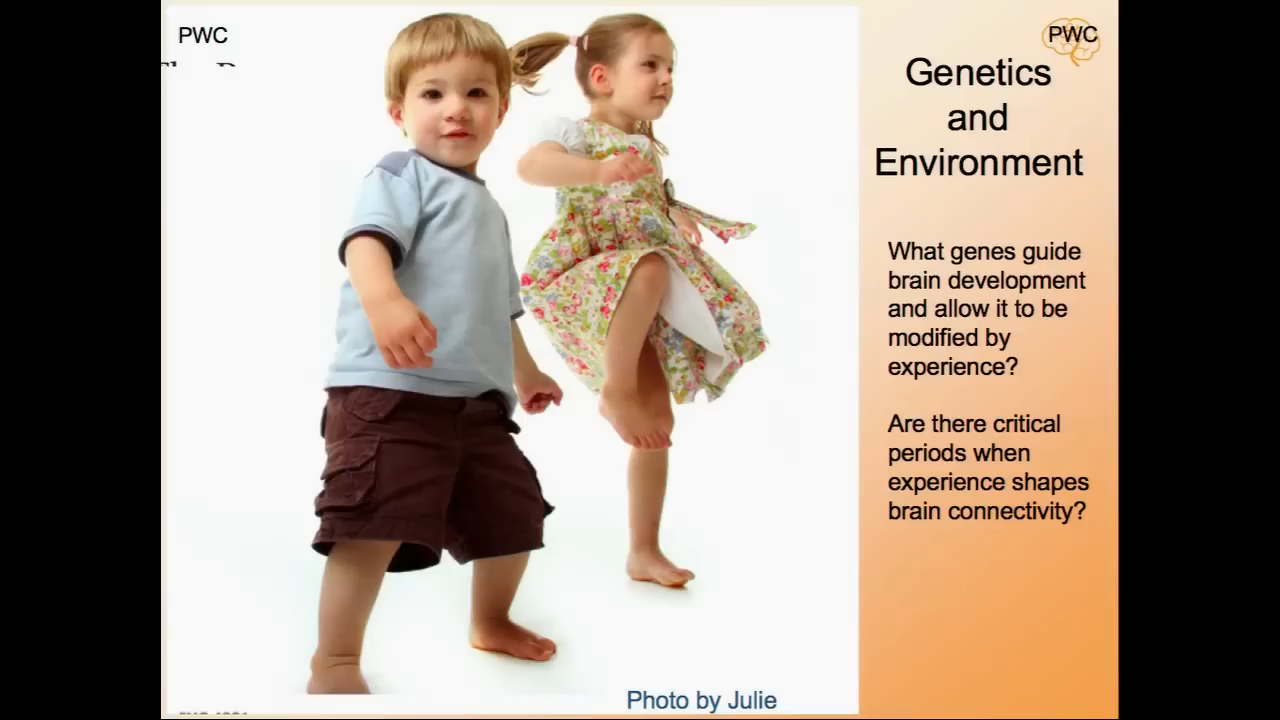 PWC
PWC
Genetics
and
Environment
What genes guide
brain development
and allow it to be
modified by
experience?
Are there critical
periods when
experience shapes
brain connectivity?
Photo by Julie